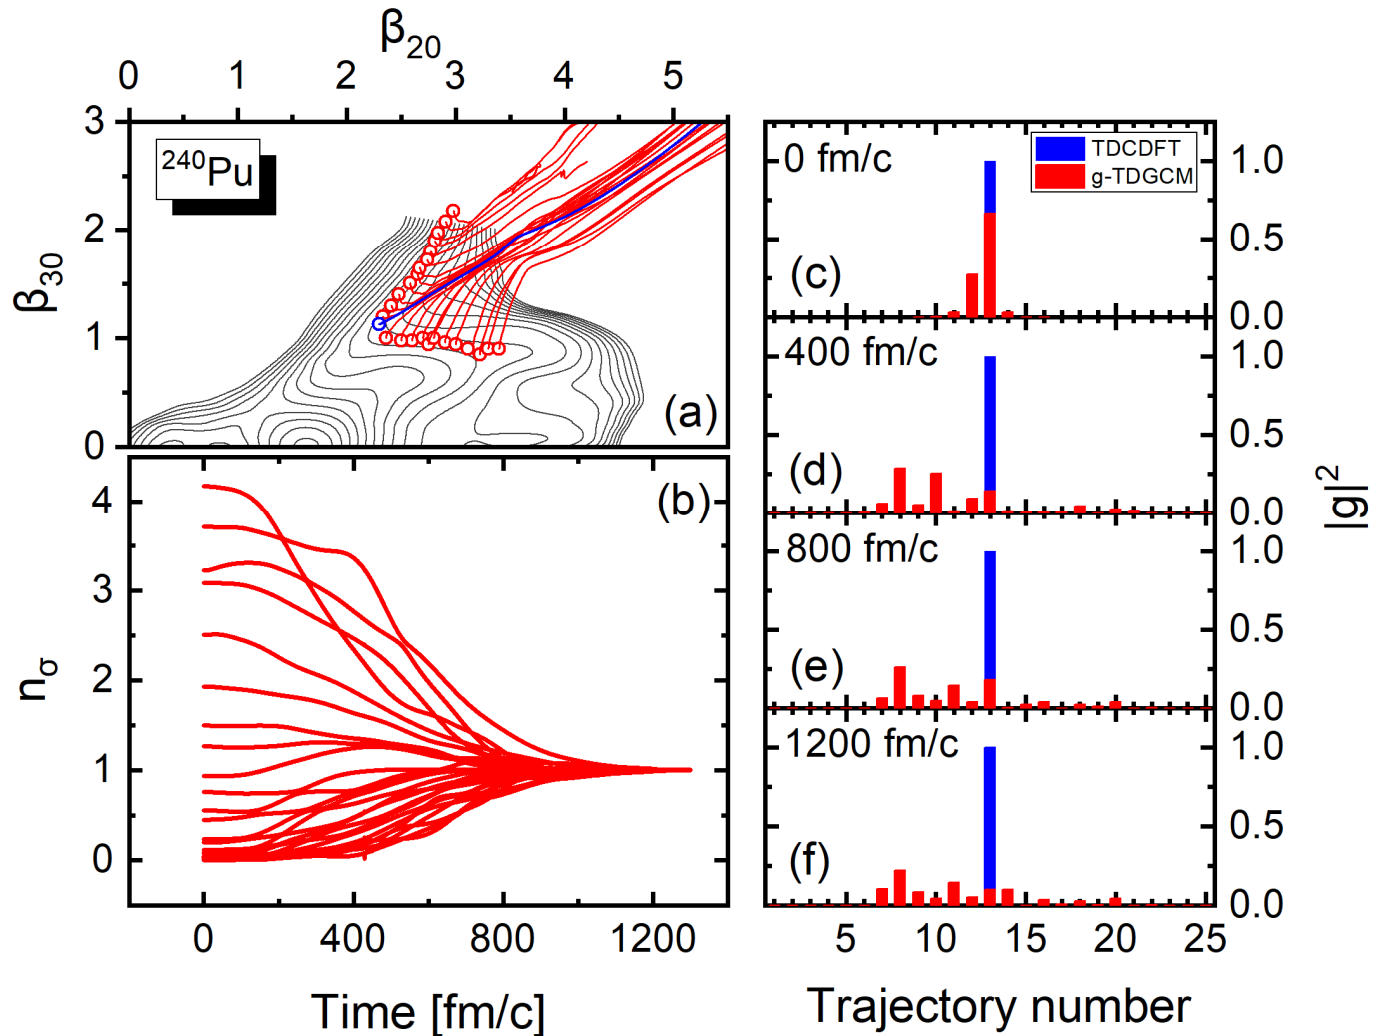 β20
0 1 2 3 4 5
3
2
1
0
β30
240Pu
(a)
4
3
2
1
0
nσ
(b)
0 400 800 1200
Time [fm/c]
0 fm/c
TDCDFT
g-TDGCM
(c)
1.0
0.5
0.0
400 fm/c
(d)
1.0
0.5
0.0
800 fm/c
(e)
1.0
0.5
0.0
1200 fm/c
(f)
1.0
0.5
0.0
|g|2
5 10 15 20 25
Trajectory number